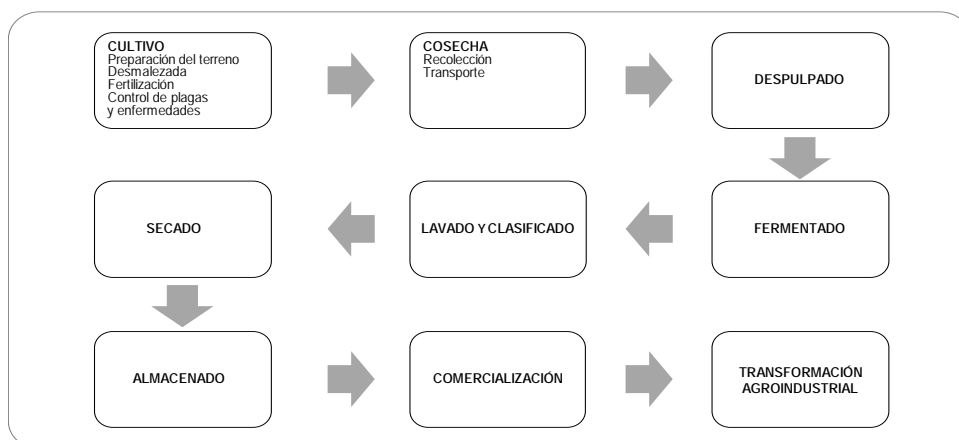 CULTIVO
Preparación del terreno
Desmalezada
Fertilización
Control de plagas
y enfermedades
COSECHA
Recolección
Transporte
DESPULPADO
FERMENTADO
LAVADO Y CLASIFICADO
SECADO
ALMACENADO
COMERCIALIZACIÓN
TRANSFORMACIÓN
AGROINDUSTRIAL